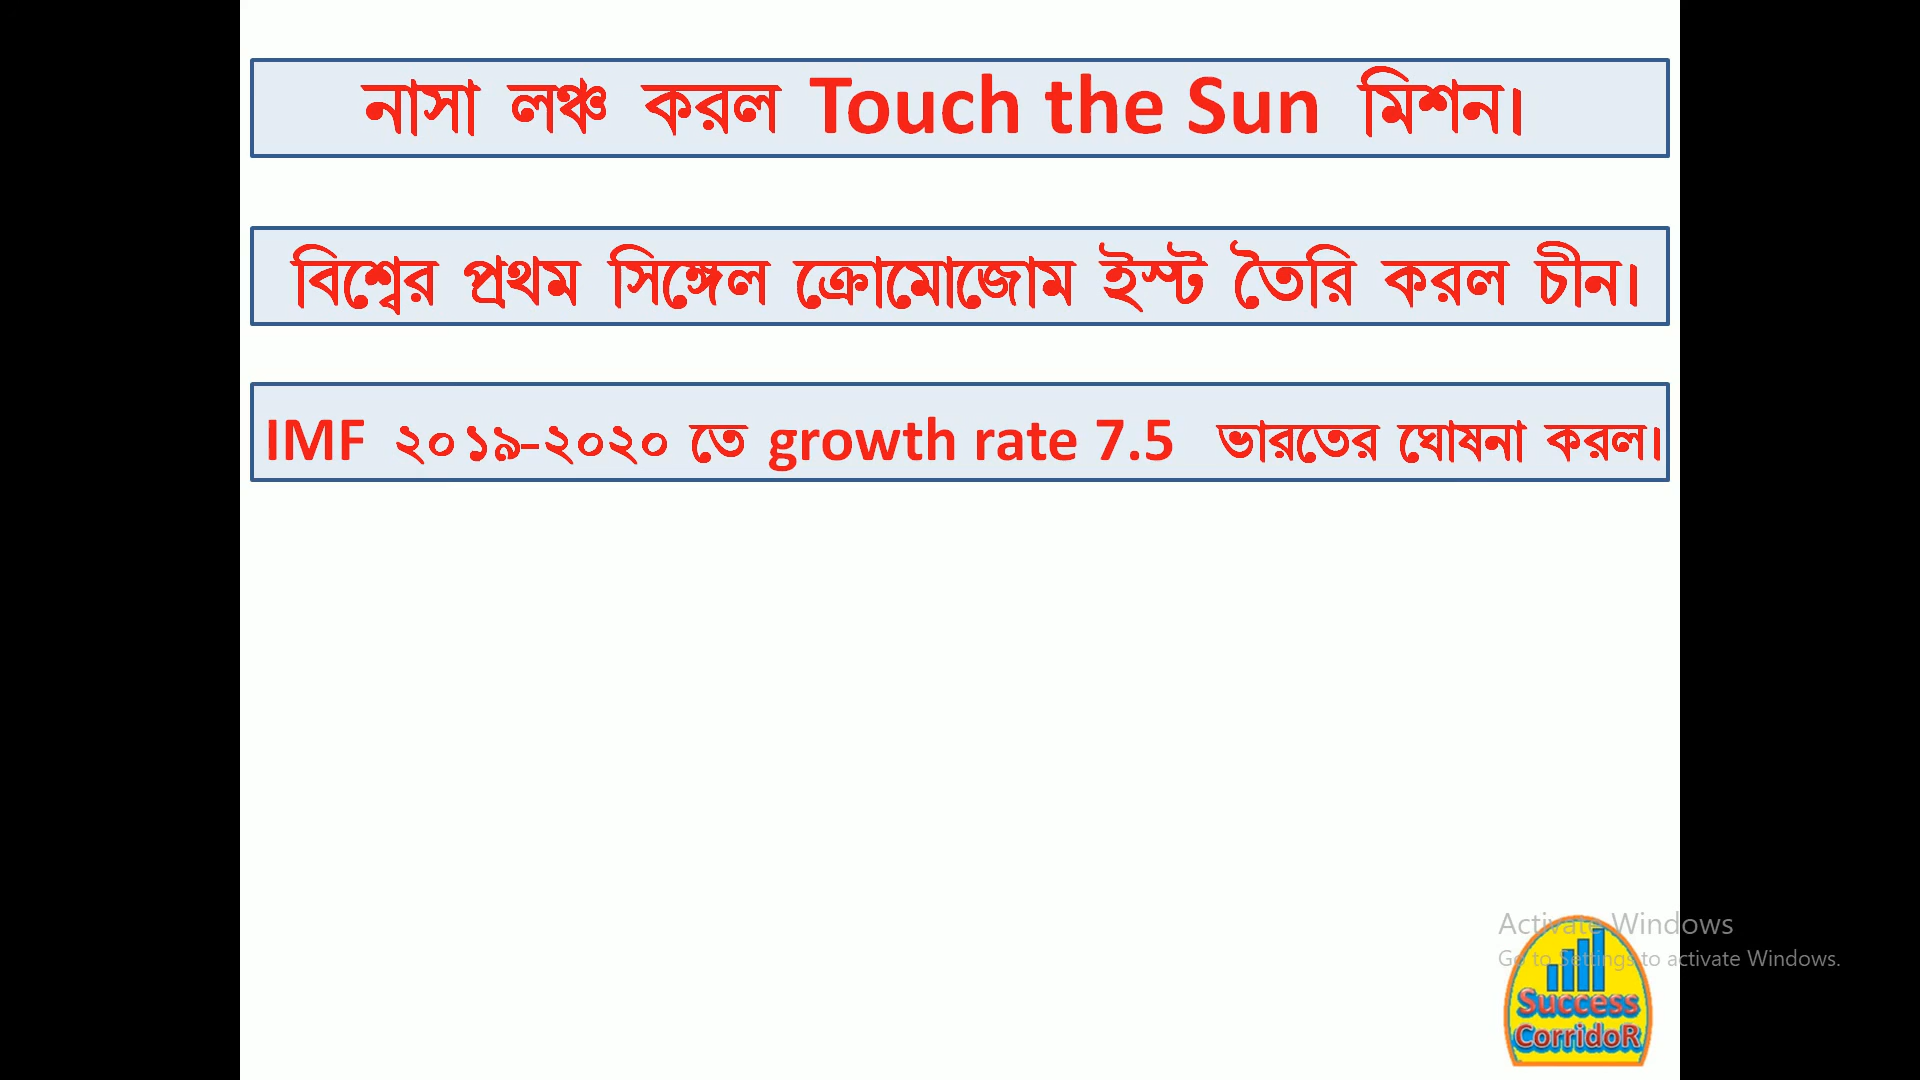 নাসা লঞ্চ করল Touch the Sun মিশন।
বিশ্বের প্রথম সিঙ্গেল ক্রোমোজোম ইস্ট তৈরি করল চীন।
IMF ২০১৯-২০২০ তে growth rate 7.5 ভারতের ঘোষনা করল।
Activate Windows
Go to Settings to activate Windows.
Success
CorridoR